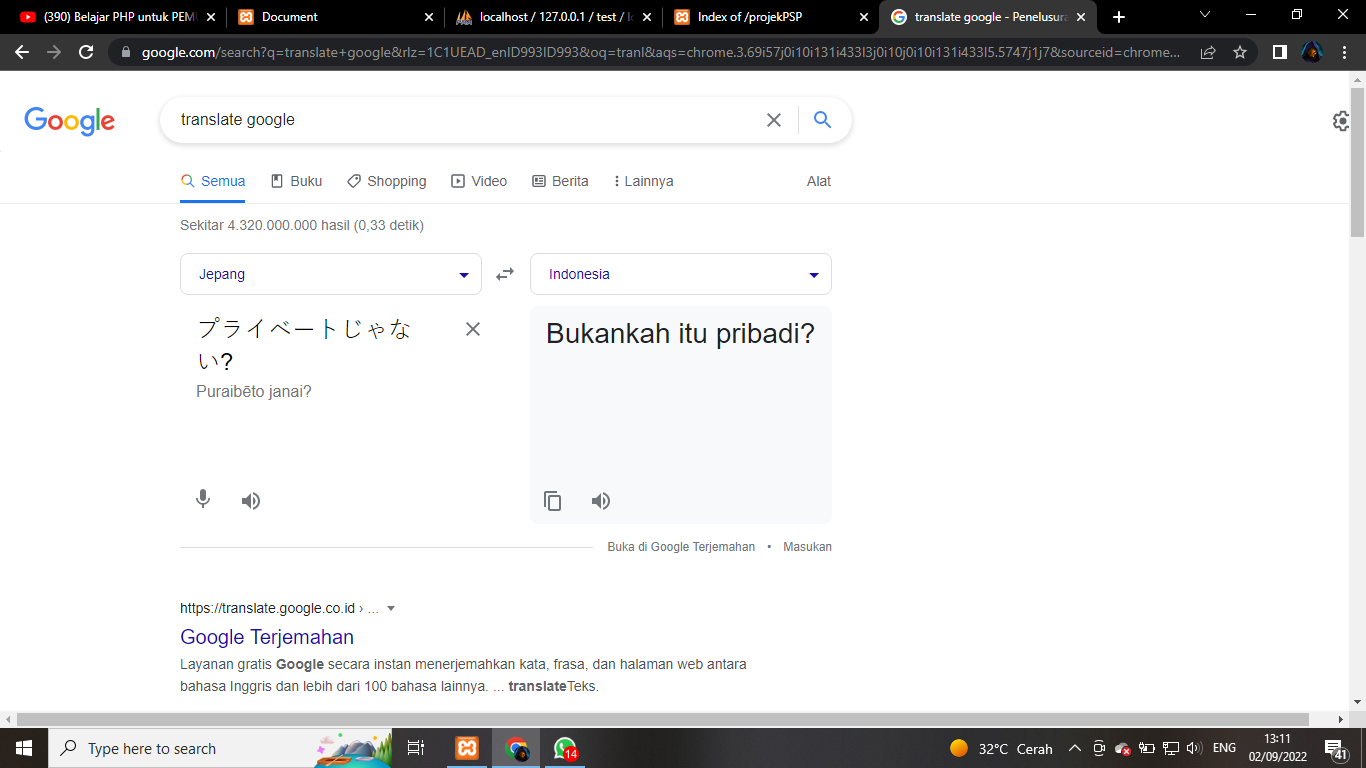 (390) Belajar PHP untuk PEM
Document
localhost / 127.0.0.1 / test /
Index of /projekPSP
translate google - Penelusura
google.com/search?q=translate+google&rlz=1C1UEAD_enID993ID993&oq=tranl&aqs=chrome.3.69i57j0i10i131i433l3j0i10j0i10i131i433l5.5747j1j7&sourceid=chrome...
Google
translate google
Semua
Buku
Shopping
Video
Berita
Lainnya
Alat
Sekitar 4.320.000.000 hasil (0,33 detik)
Jepang
Indonesia
プライベートじゃな
い?
Puraibēto janai?
Bukankah itu pribadi?
Buka di Google Terjemahan • Masukan
https://translate.google.co.id › ...
Google Terjemahan
Layanan gratis Google secara instan menerjemahkan kata, frasa, dan halaman web antara
bahasa Inggris dan lebih dari 100 bahasa lainnya. ... translateTeks.
Type here to search
14
32°C Cerah
ENG
13:11
02/09/2022
41